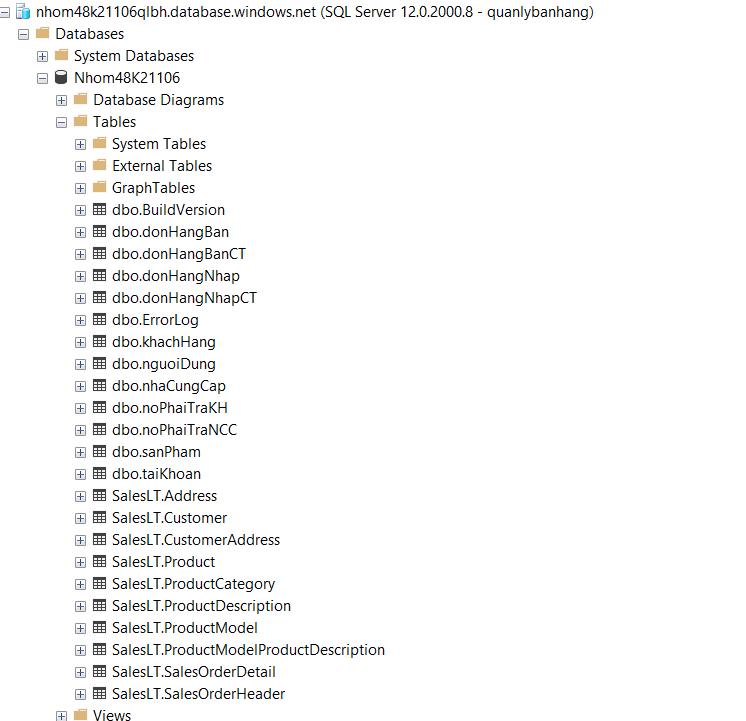 nhom48k21106qlbh.database.windows.net (SQL Server 12.0.2000.8 - quanlybanhang)
Databases
System Databases
Nhom48K21106
Database Diagrams
Tables
System Tables
External Tables
GraphTables
dbo.BuildVersion
dbo.donHangBan
dbo.donHangBanCT
dbo.donHangNhap
dbo.donHangNhapCT
dbo.ErrorLog
dbo.khachHang
dbo.nguoiDung
dbo.nhaCungCap
dbo.noPhaiTraKH
dbo.noPhaiTraNCC
dbo.sanPham
dbo.taiKhoan
SalesLT.Address
SalesLT.Customer
SalesLT.CustomerAddress
SalesLT.Product
SalesLT.ProductCategory
SalesLT.ProductDescription
SalesLT.ProductModel
SalesLT.ProductModelProductDescription
SalesLT.SalesOrderDetail
SalesLT.SalesOrderHeader
Views